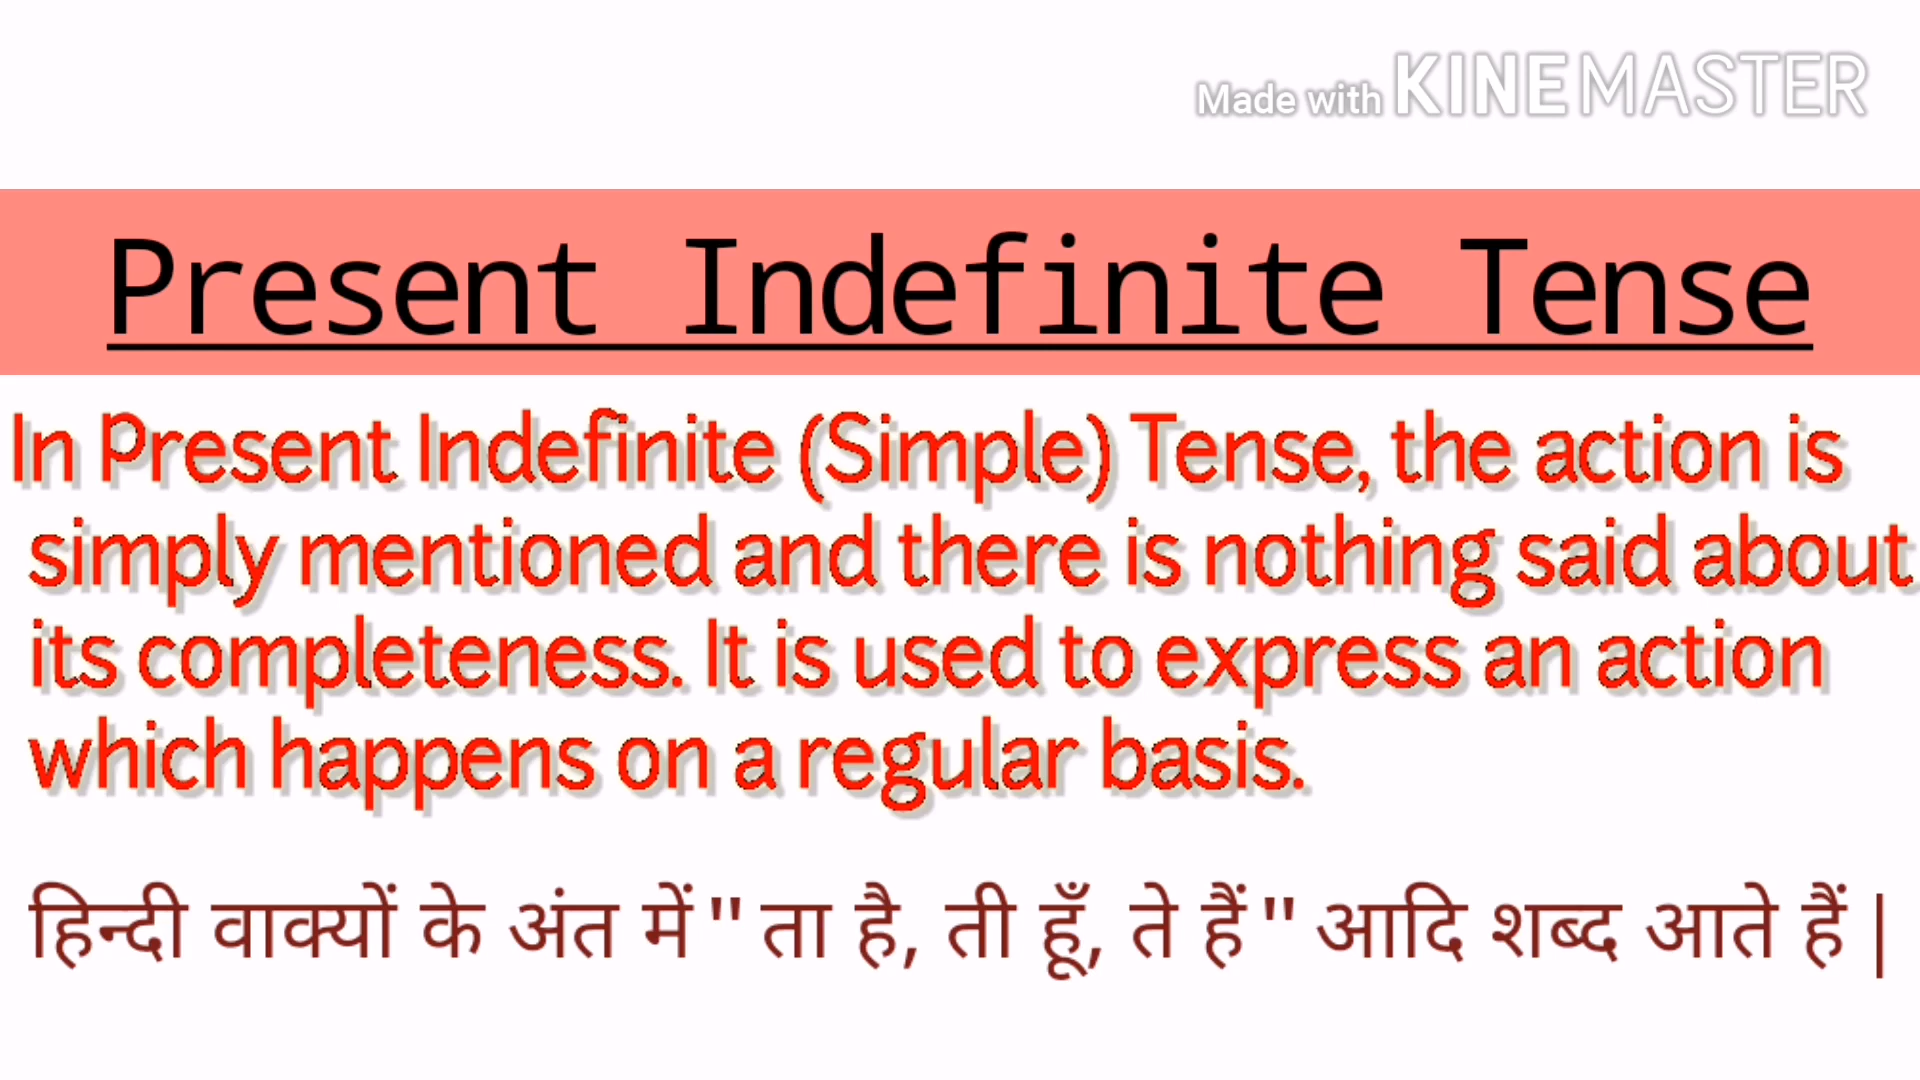 Made with KINEMASTER
Present Indefinite Tense
In Present Indefinite (Simple) Tense, the action is
simply mentioned and there is nothing said about
its completeness. It is used to express an action
which happens on a regular basis.
हिन्दी वाक्यों के अंत में " ता है, ती हूँ, ते हैं " आदि शब्द आते हैं |